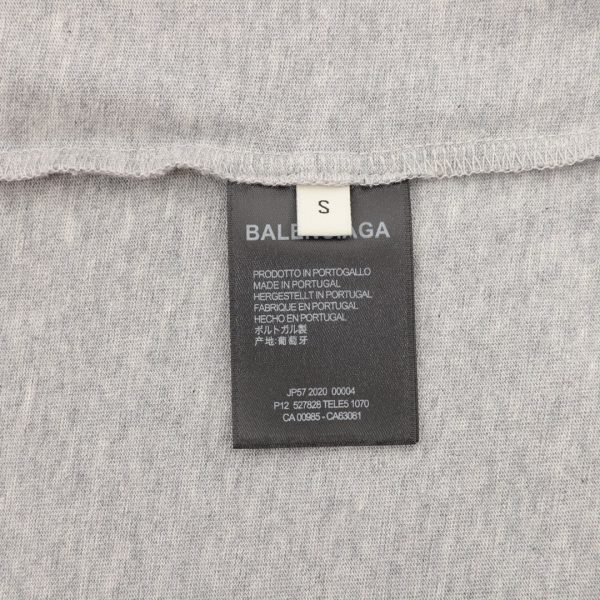 S
BALENCIAGA
PRODOTTO IN PORTOGALLO
MADE IN PORTUGAL
HERGESTELLT IN PORTUGAL
FABRIQUE EN PORTUGAL
HECHO EN PORTUGAL
ポルトガル製
产地:葡萄牙
JP57 2020 00004
P12 527828 TELE5 1070
CA 00985 - CA63081